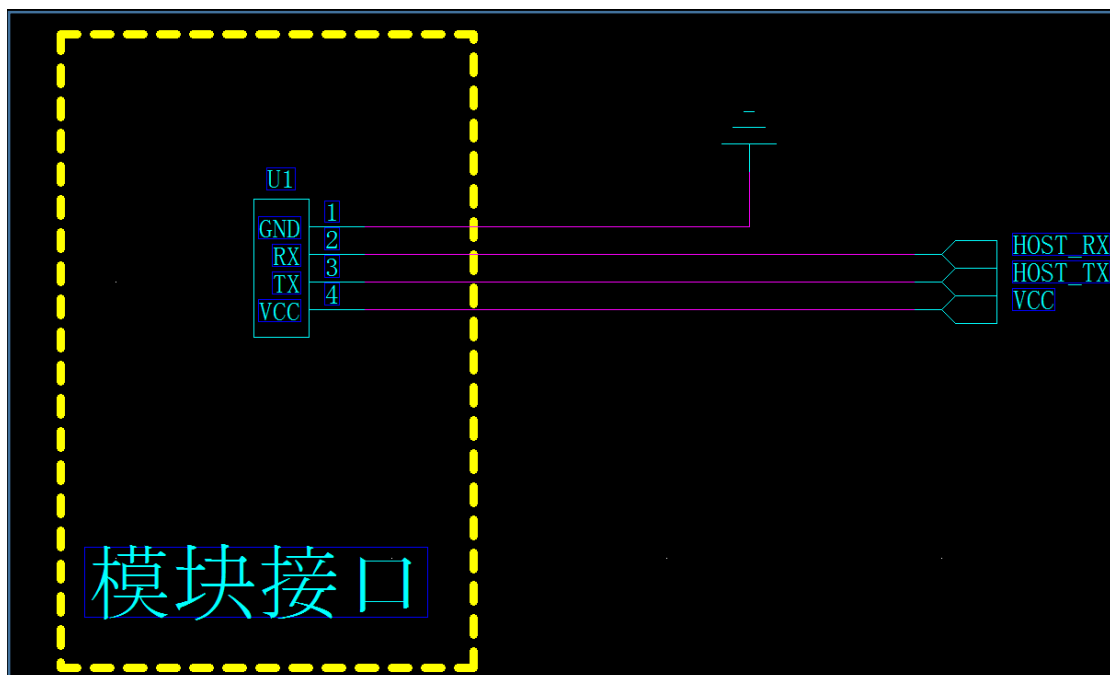 U1
GND 1
RX 2 HOST_RX
TX 3 HOST_TX
VCC 4 VCC
模块接口